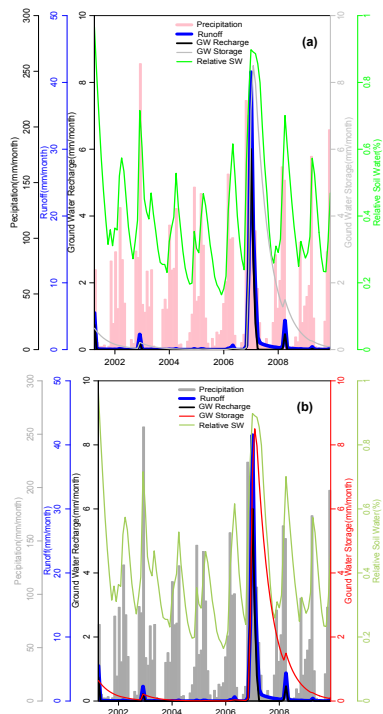 Precipitation
Runoff
GW Recharge
GW Storage
Relative SW
(a)
Pecipitation(mm/month)
0 50 100 150 200 250 300
Runoff(mm/month)
0 10 20 30 40 50
Ground Water Recharge(mm/month)
2 4 6 8 10
Ground Water Storage(mm/month)
0 2 4 6 8 10
Relative Soil Water(%)
0 0.2 0.4 0.6 0.8 1
2002 2004 2006 2008
Precipitation
Runoff
GW Recharge
GW Storage
Relative SW
(b)
Pecipitation(mm/month)
0 50 100 150 200 250 300
Runoff(mm/month)
0 10 20 30 40 50
Ground Water Recharge(mm/month)
0 2 4 6 8 10
Ground Water Storage(mm/month)
0 2 4 6 8 10
Relative Soil Water(%)
0 0.2 0.4 0.6 0.8 1
2002 2004 2006 2008